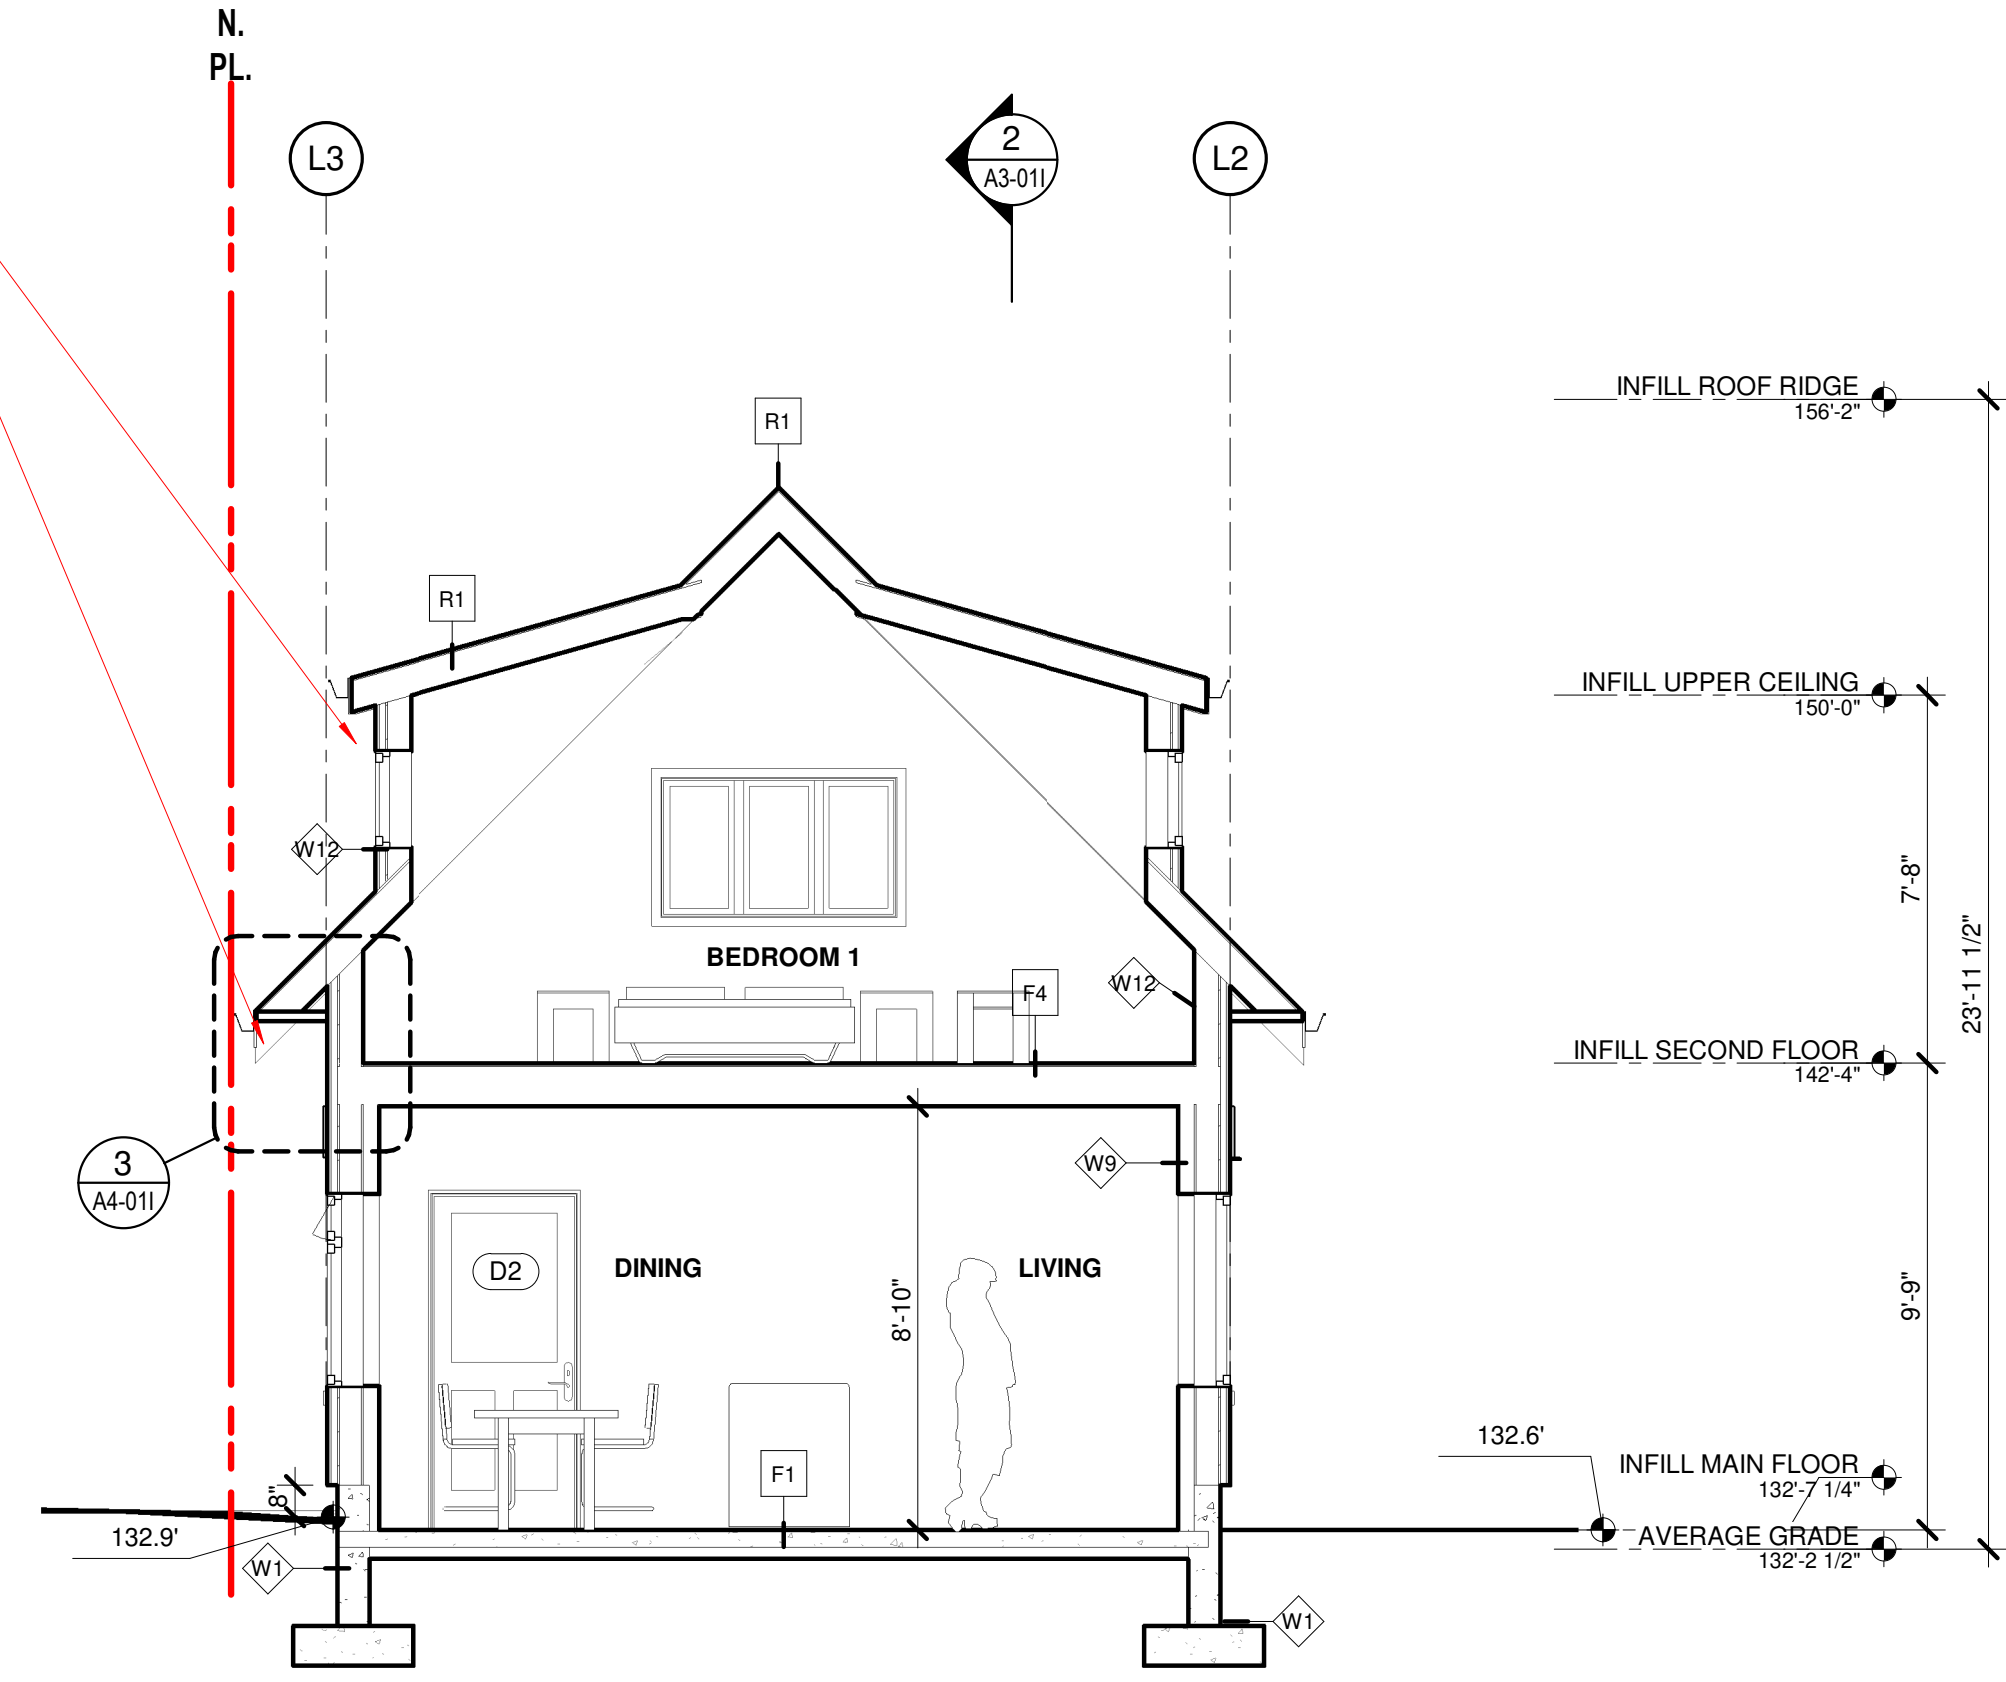 N.
PL.
L3
2
A3-01I
L2
INFILL ROOF RIDGE
156'-2"
R1
R1
INFILL UPPER CEILING
150'-0"
W12
7'-8"
23'-11 1/2"
BEDROOM 1
F4
W12
INFILL SECOND FLOOR
142'-4"
3
A4-01I
W9
D2
DINING
LIVING
8'-10"
9'-9"
132.6'
INFILL MAIN FLOOR
132'-7 1/4"
F1
8"
132.9'
AVERAGE GRADE
132'-2 1/2"
W1
W1